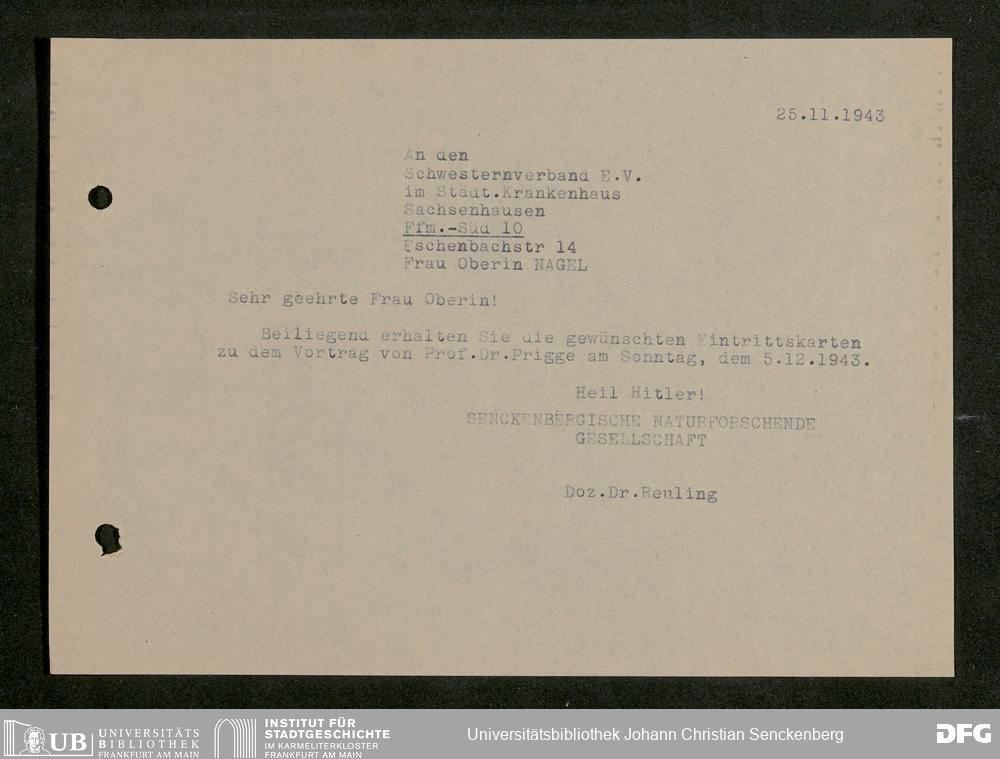 25.11.1943
An den
Schwesternverband E.V.
im Städt.Krankenhaus
Sachsenhausen
Ffm.-Süd 10
Eschenbachstr 14
Frau Oberin NAGEL
Sehr geehrte Frau Oberin!
Beiliegend erhalten Sie die gewünschten Eintrittskarten
zu dem Vortrag von Prof.Dr.Prigge am Sonntag, dem 5.12.1943.
Heil Hitler!
SENCKENBERGISCHE NATURFORSCHENDE
GESELLSCHAFT
Doz.Dr.Reuling
UB UNIVERSITÄTS
BIBLIOTHEK
FRANKFURT AM MAIN
INSTITUT FÜR
STADTGESCHICHTE
IM KARMELITERKLOSTER
FRANKFURT AM MAIN
Universitätsbibliothek Johann Christian Senckenberg
DFG